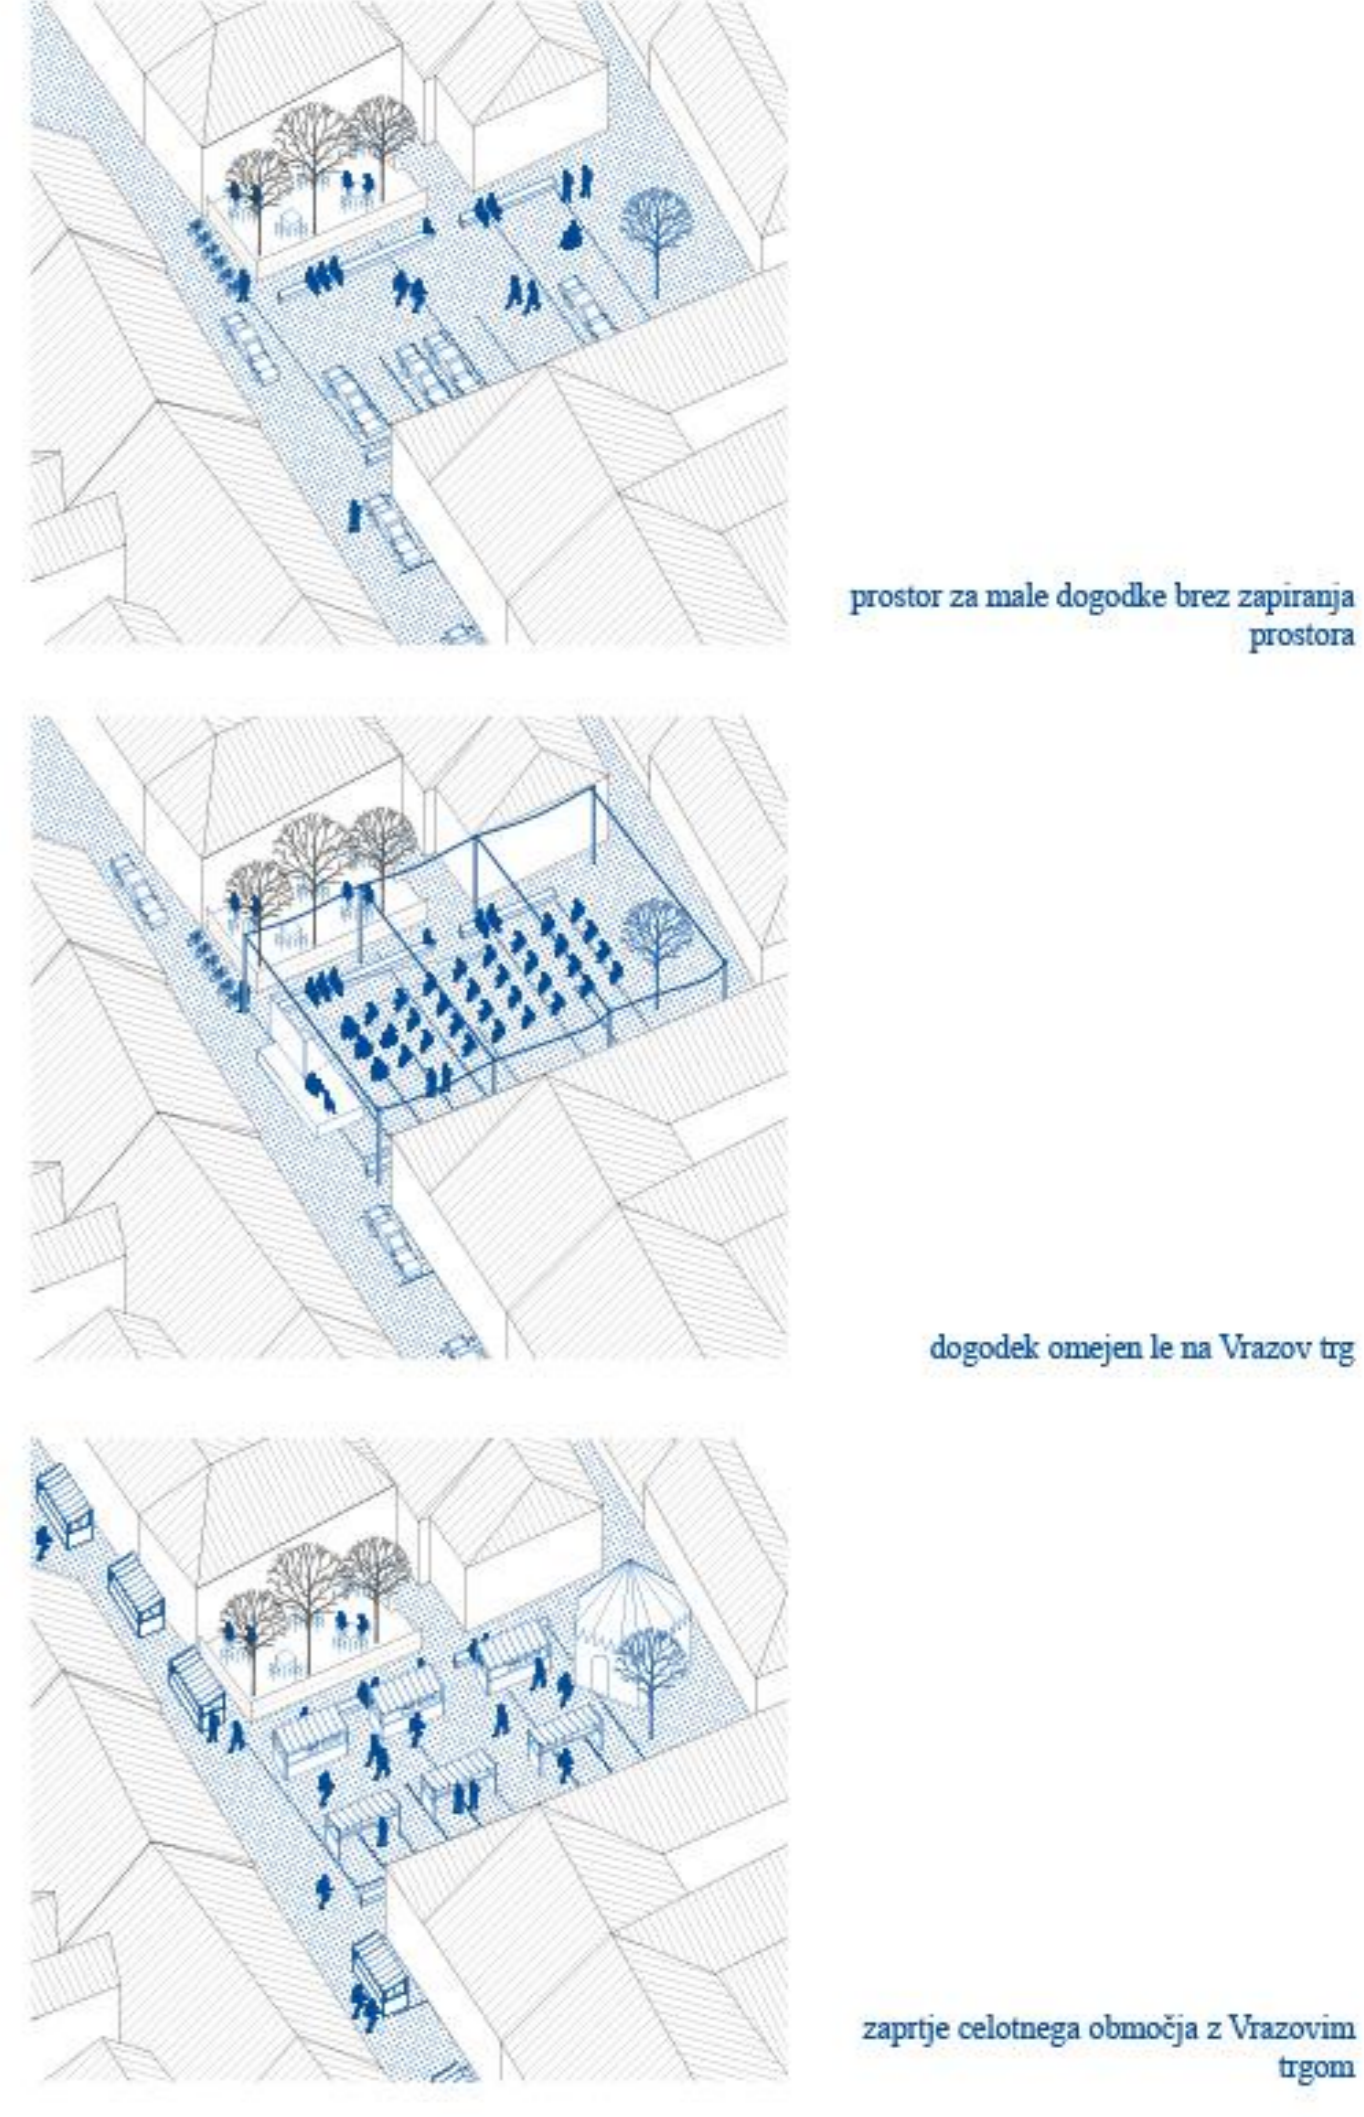 prostor za male dogodke brez zapiranja
prostora
dogodek omejen le na Vrazov trg
zaprtje celotnega območja z Vrazovim
trgom